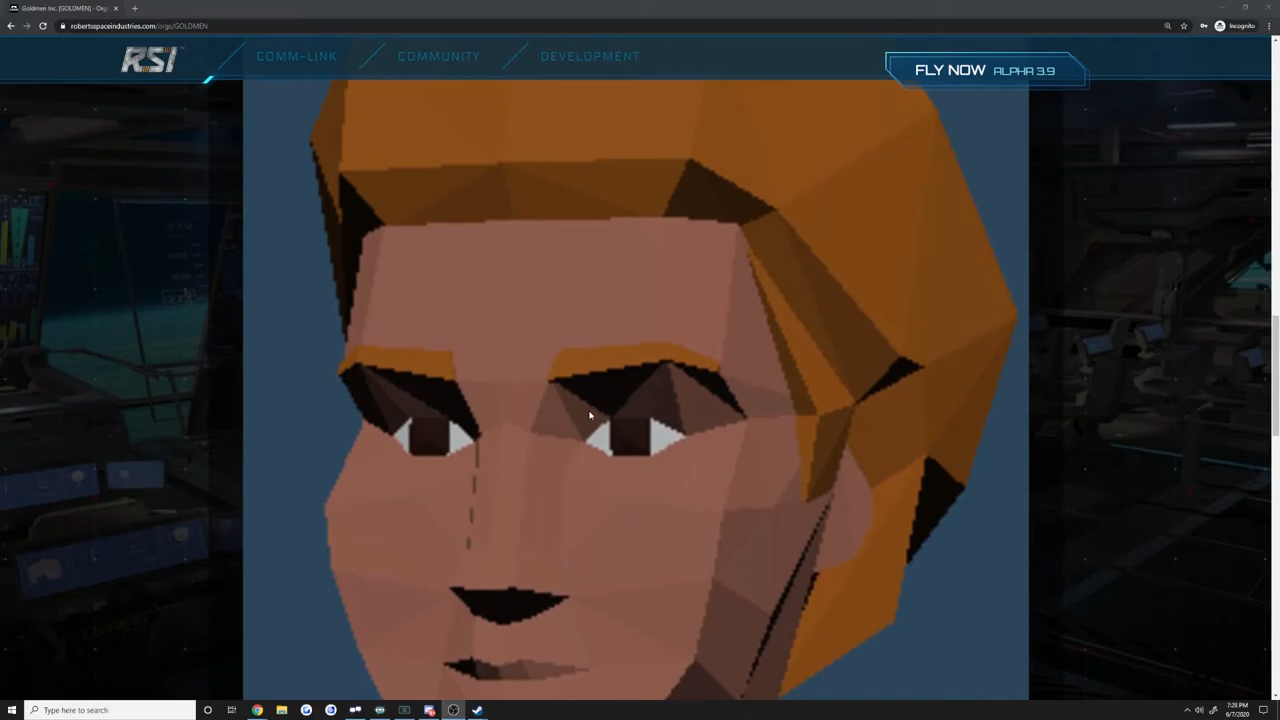 Goldmen Inc. [GOLDMEN] - Org
robertsspaceindustries.com/orgs/GOLDMEN
Incognito
RSI
COMM-LINK
COMMUNITY
DEVELOPMENT
FLY NOW ALPHA 3.9
Type here to search
7:28 PM
6/7/2020